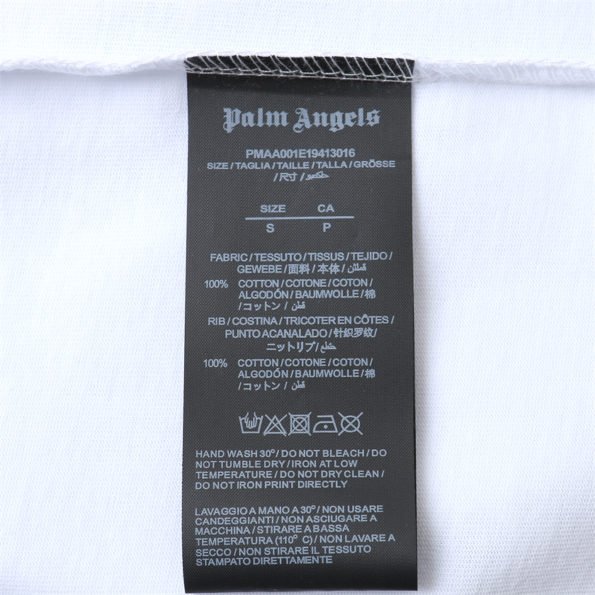 Palm Angels
PMAA001E19413016
SIZE / TAGLIA / TAILLE / TALLA / GRÖSSE
/尺寸/
SIZE CA
S P
FABRIC / TESSUTO / TISSUS / TEJIDO /
GEWEBE /面料/本体/
100% COTTON / COTONE / COTON /
ALGODÓN / BAUMWOLLE /棉
/コットン/ قطن
RIB / COSTINA / TRICOTER EN CÔTES /
PUNTO ACANALADO /针织罗纹/
ニットリブ/
100% COTTON / COTONE / COTON /
ALGODÓN / BAUMWOLLE /棉
/コットン/ قطن
HAND WASH 30° / DO NOT BLEACH / DO
NOT TUMBLE DRY / IRON AT LOW
TEMPERATURE / DO NOT DRY CLEAN /
DO NOT IRON PRINT DIRECTLY
LAVAGGIO A MANO A 30° / NON USARE
CANDEGGIANTI / NON ASCIUGARE A
MACCHINA / STIRARE A BASSA
TEMPERATURA (110° C) / NON LAVARE A
SECCO / NON STIRARE IL TESSUTO
STAMPATO DIRETTAMENTE